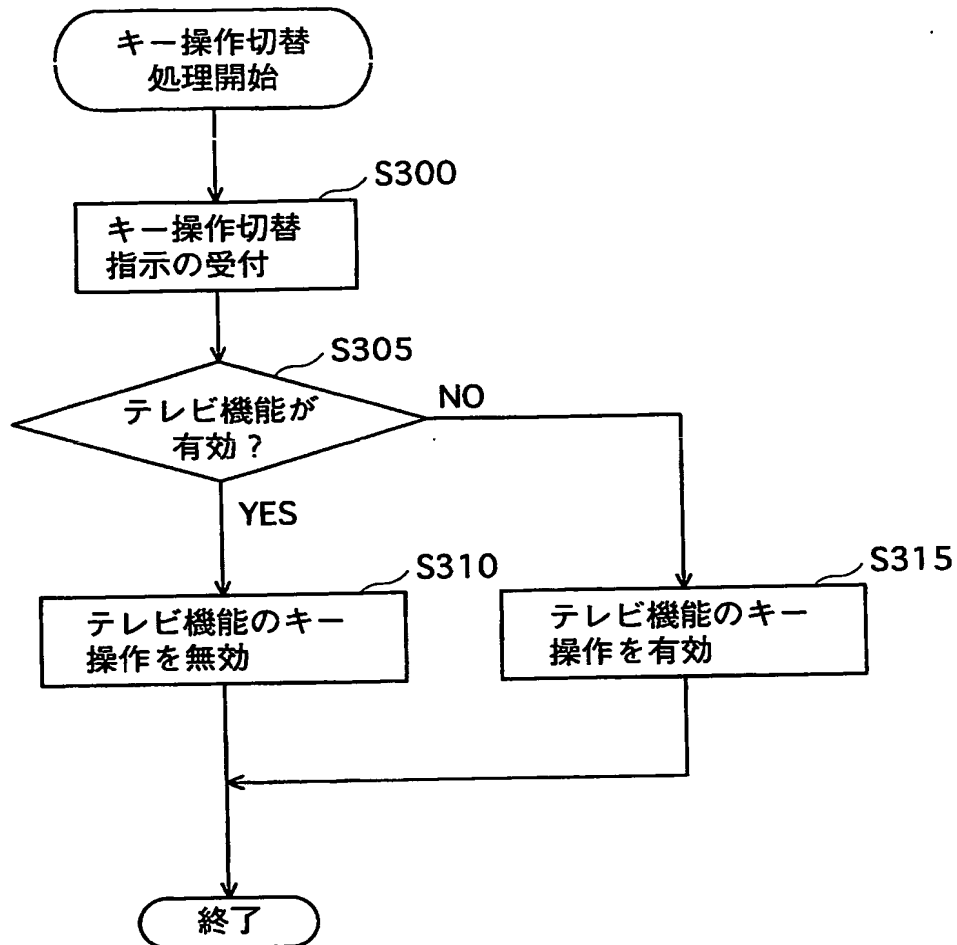 キー操作切替
処理開始
S300
キー操作切替
指示の受付
S305
テレビ機能が
有効？
NO
YES
S310
テレビ機能のキー
操作を無効
S315
テレビ機能のキー
操作を有効
終了